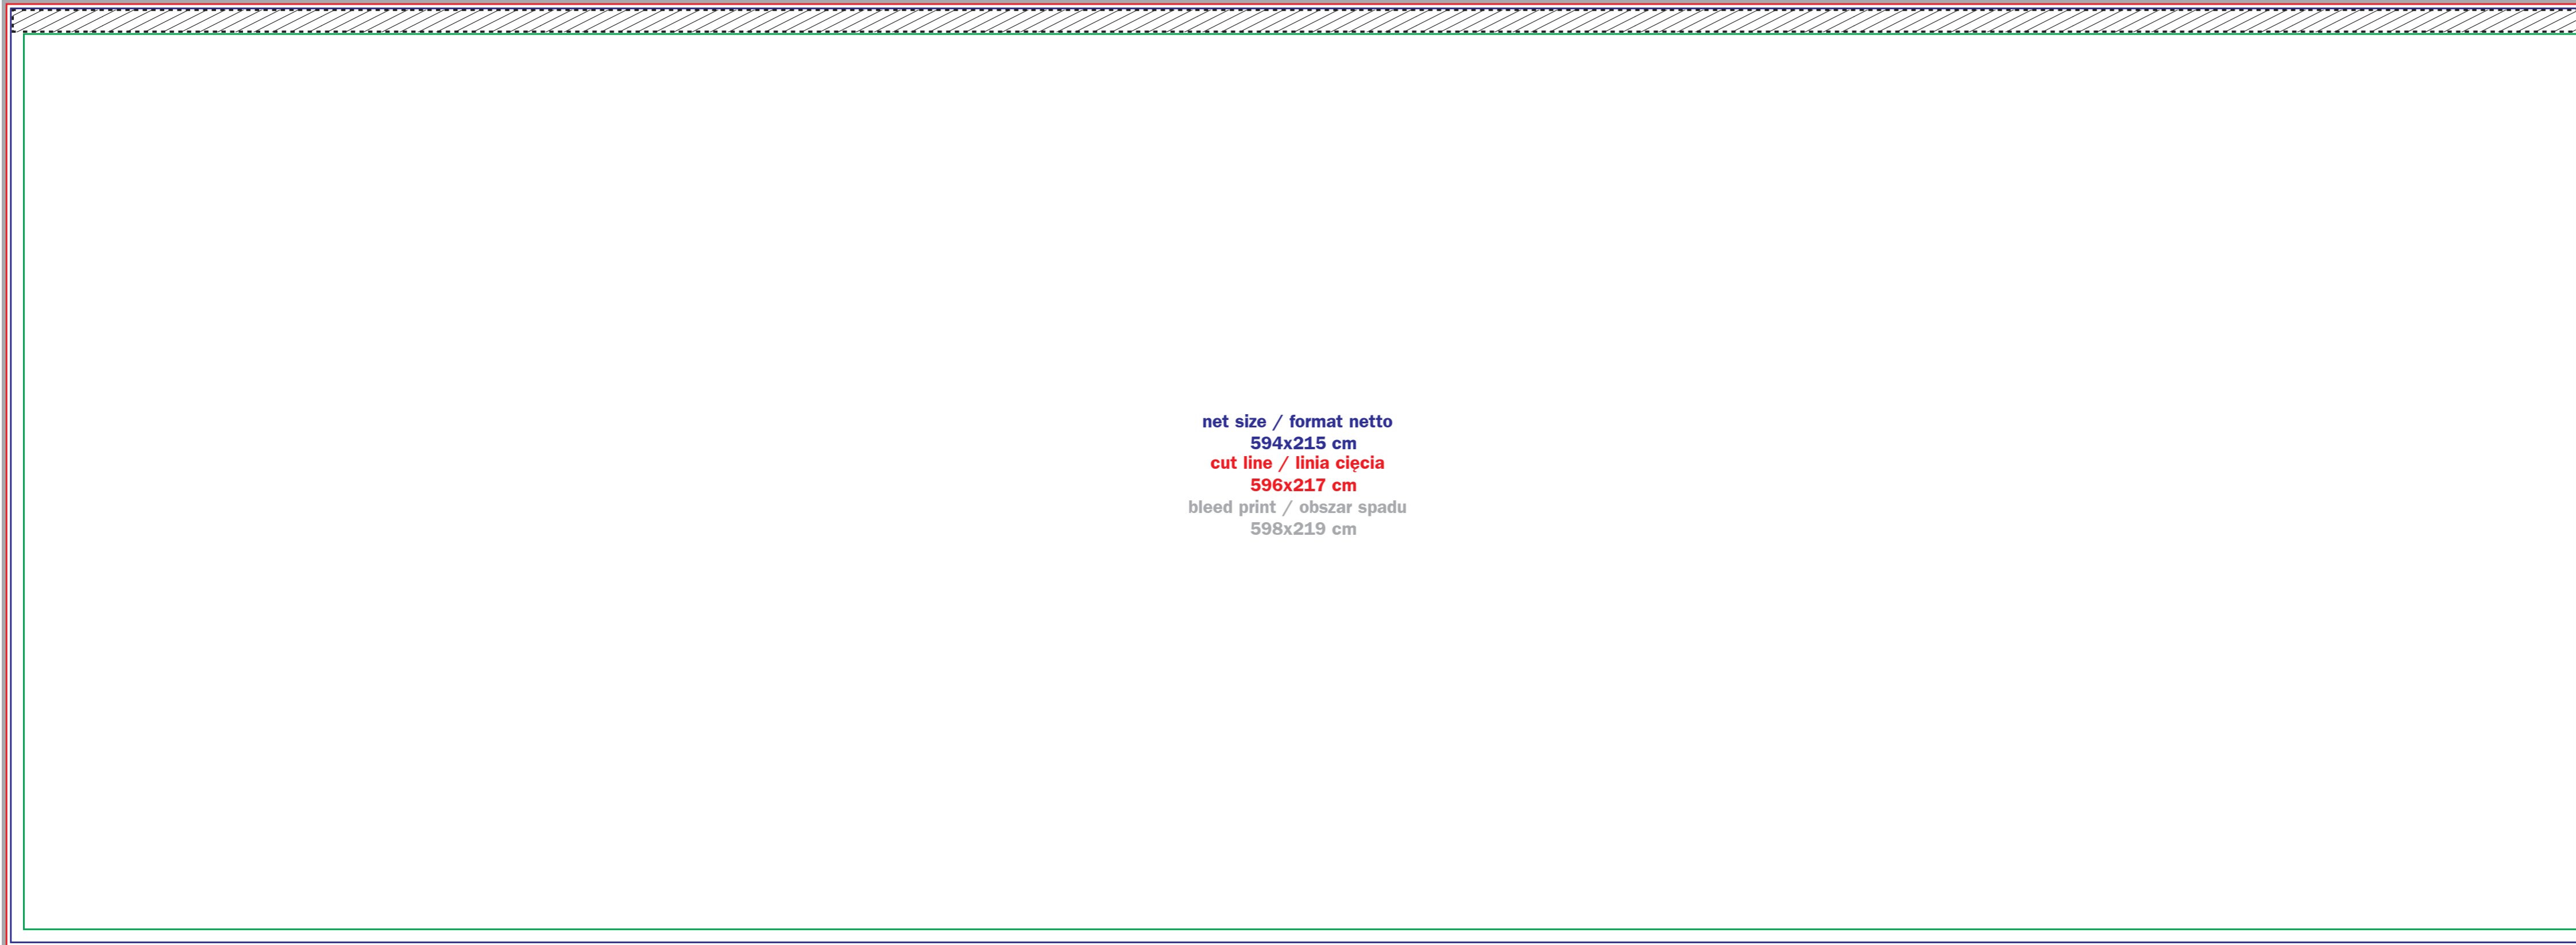 net size / format netto
594x215 cm
cut line / linia cięcia
596x217 cm
bleed print / obszar spadu
598x219 cm